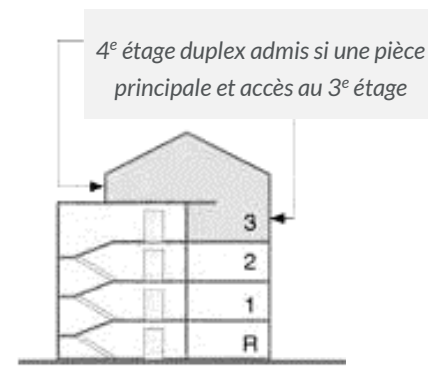 4e étage duplex admis si une pièce
principale et accès au 3e étage
3
2
1
R